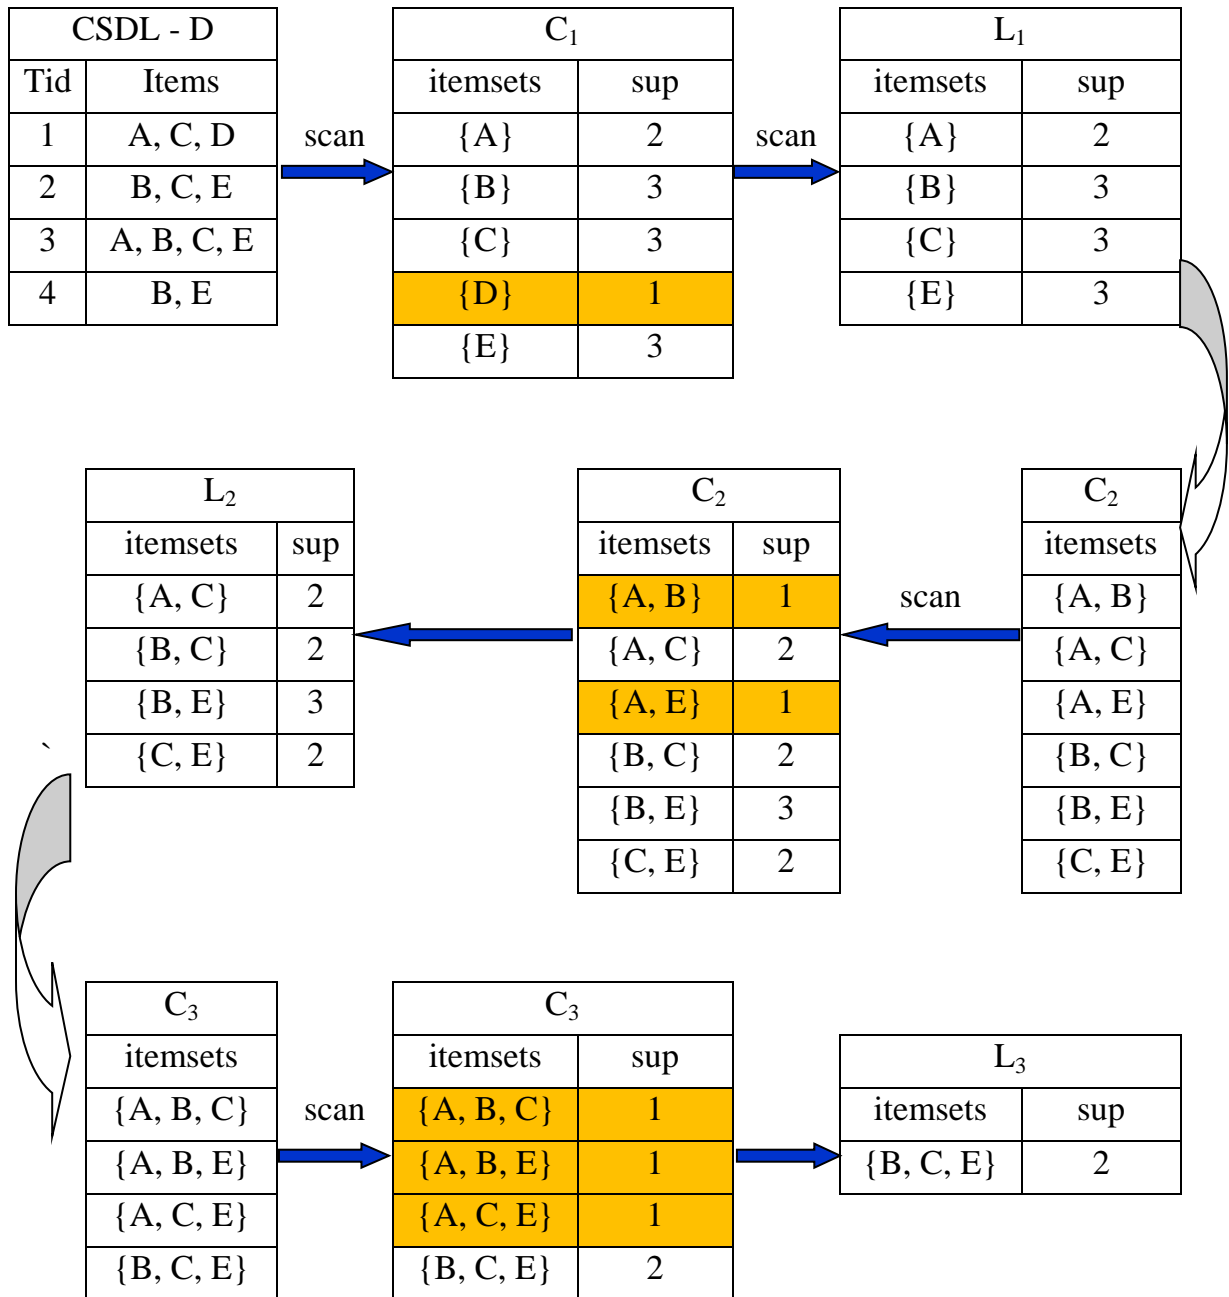 CSDL - D
Tid Items
1 A, C, D
2 B, C, E
3 A, B, C, E
4 B, E
scan
C₁
itemsets sup
{A} 2
{B} 3
{C} 3
{D} 1
{E} 3
scan
L₁
itemsets sup
{A} 2
{B} 3
{C} 3
{E} 3
L₂
itemsets sup
{A, C} 2
{B, C} 2
{B, E} 3
{C, E} 2
C₂
itemsets sup
{A, B} 1
{A, C} 2
{A, E} 1
{B, C} 2
{B, E} 3
{C, E} 2
scan
C₂
itemsets
{A, B}
{A, C}
{A, E}
{B, C}
{B, E}
{C, E}
`
C₃
itemsets
{A, B, C}
{A, B, E}
{A, C, E}
{B, C, E}
scan
C₃
itemsets sup
{A, B, C} 1
{A, B, E} 1
{A, C, E} 1
{B, C, E} 2
L₃
itemsets sup
{B, C, E} 2